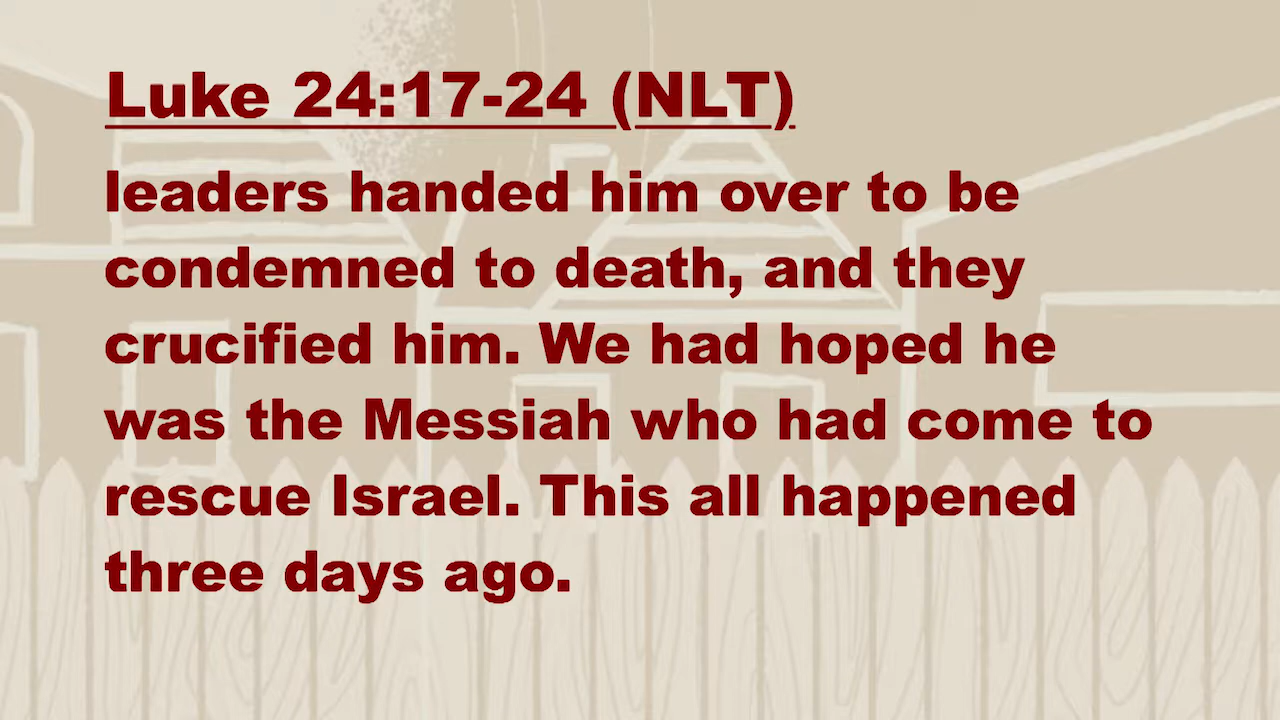 Luke 24:17-24 (NLT)
leaders handed him over to be
condemned to death, and they
crucified him. We had hoped he
was the Messiah who had come to
rescue Israel. This all happened
three days ago.